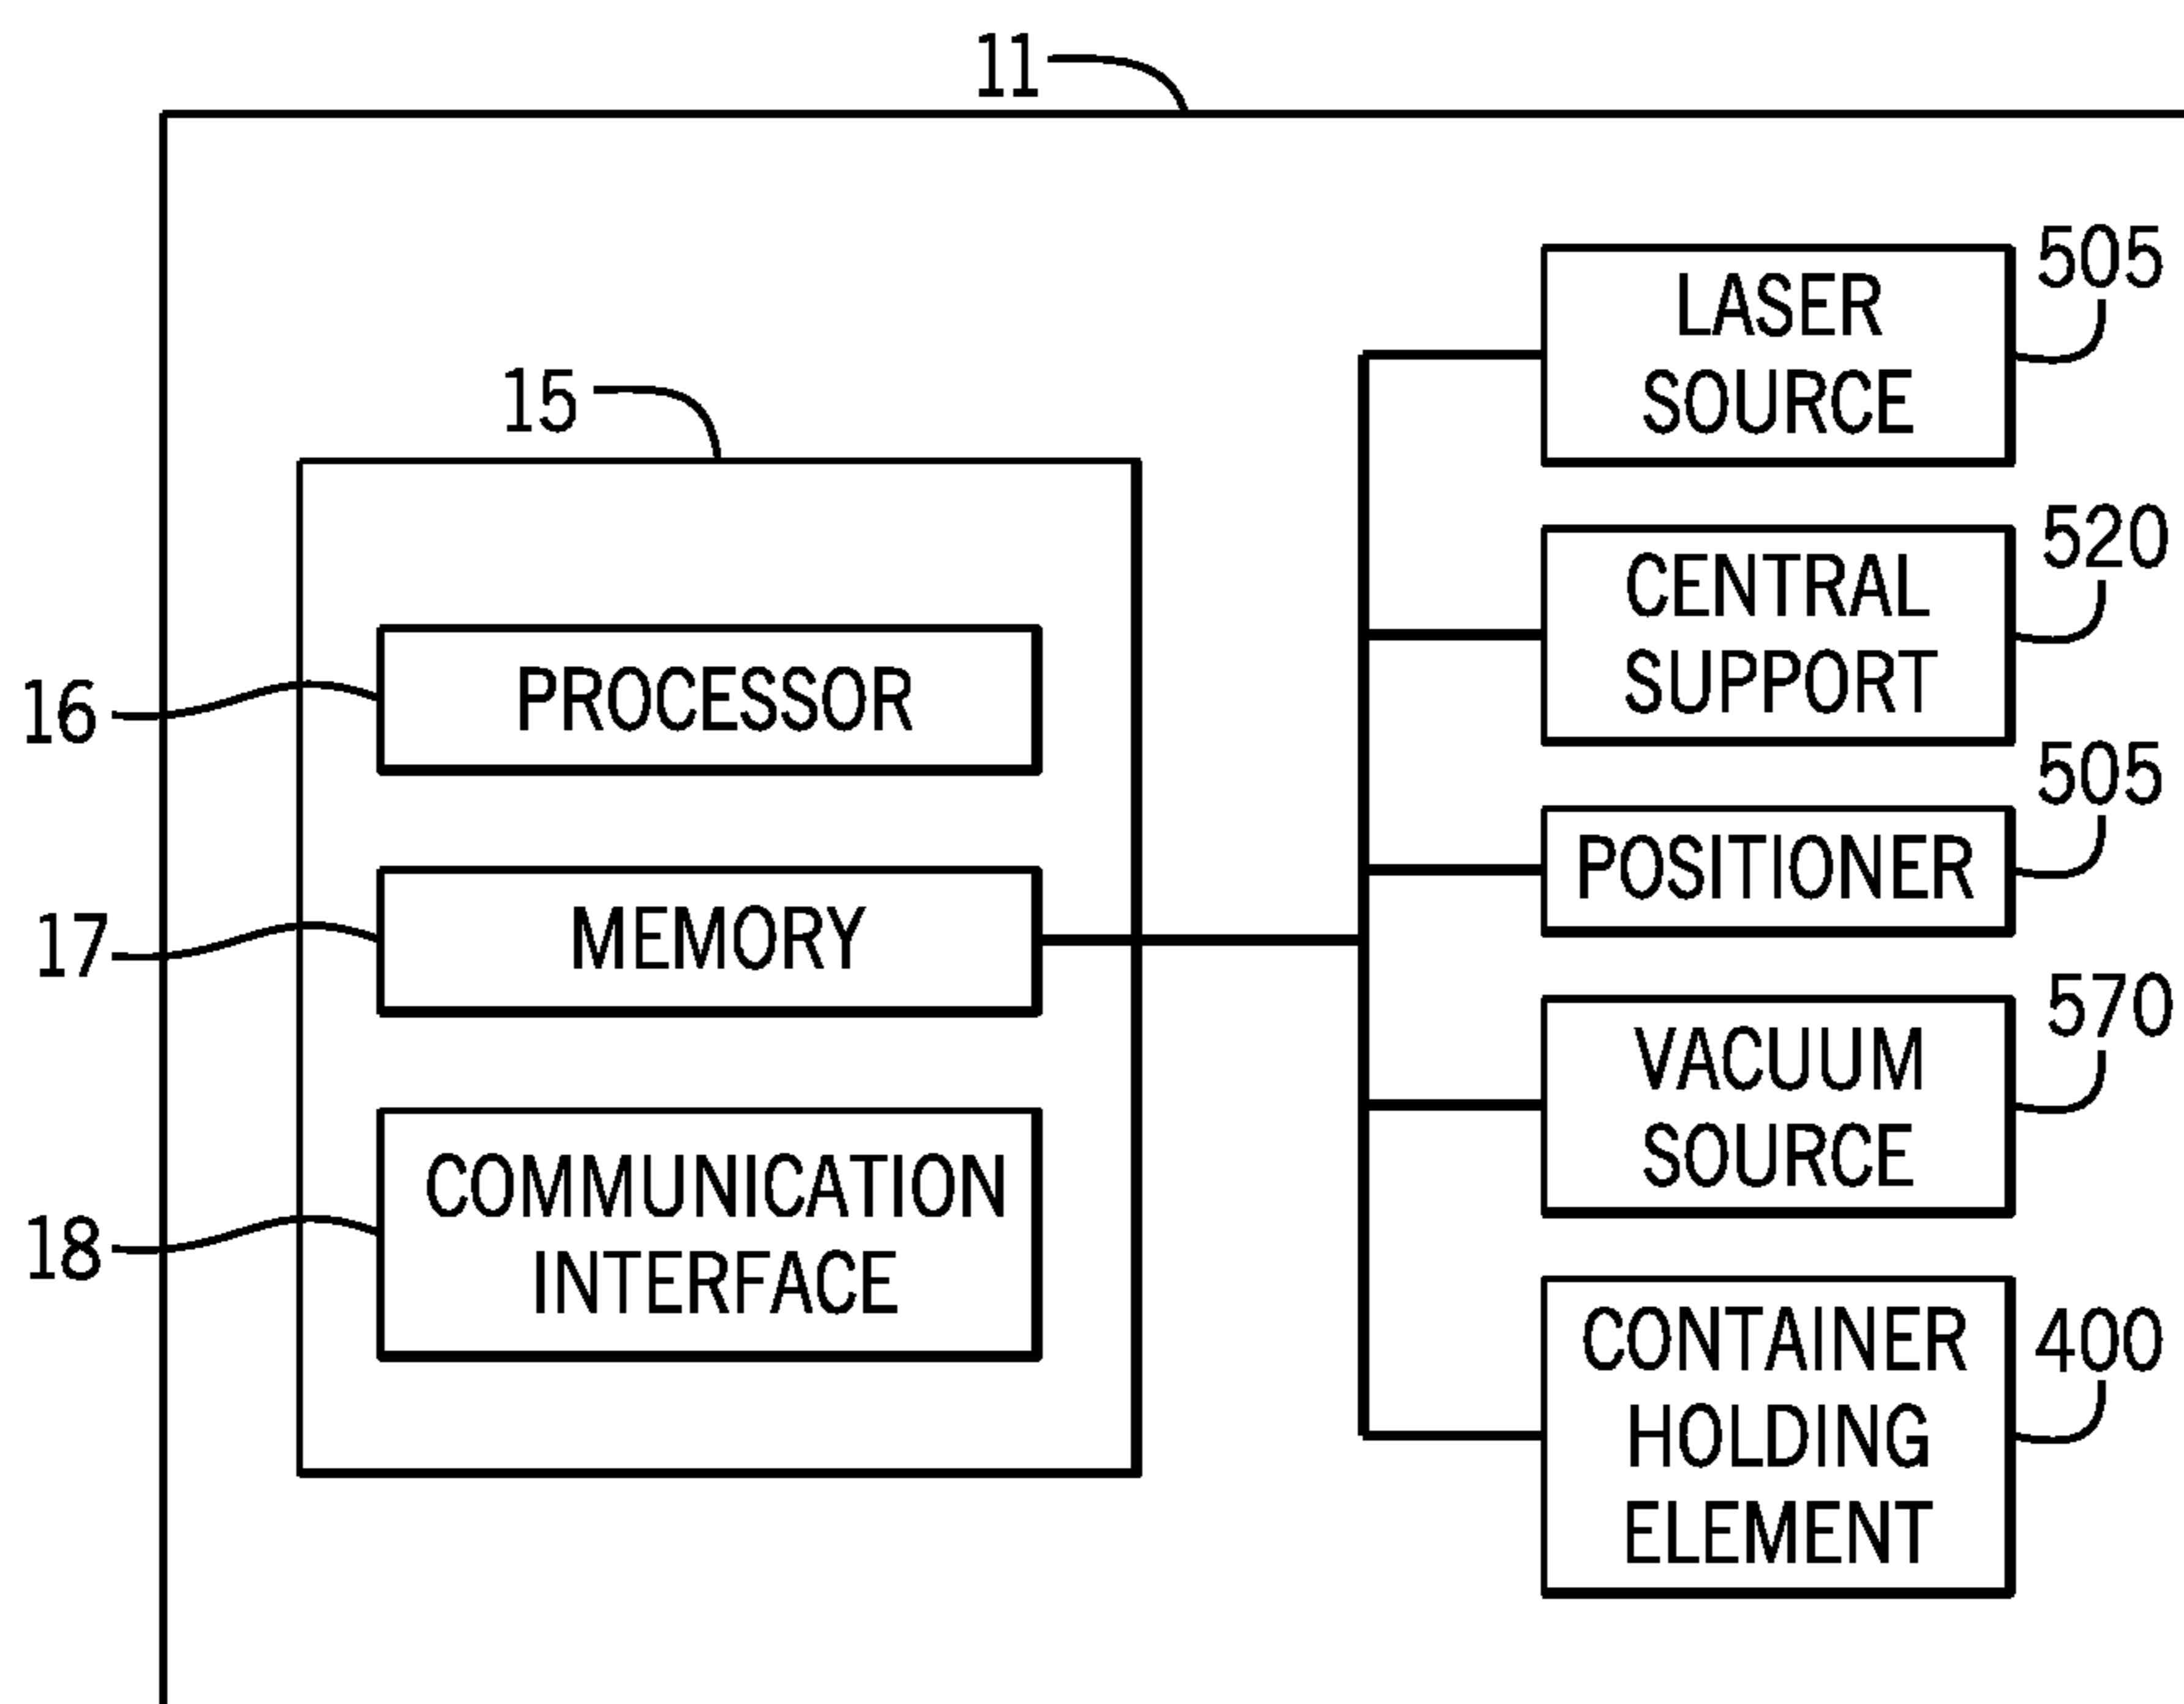 11
15
16
PROCESSOR
17
MEMORY
18
COMMUNICATION
INTERFACE
LASER
SOURCE
505
CENTRAL
SUPPORT
520
POSITIONER
505
VACUUM
SOURCE
570
CONTAINER
HOLDING
ELEMENT
400